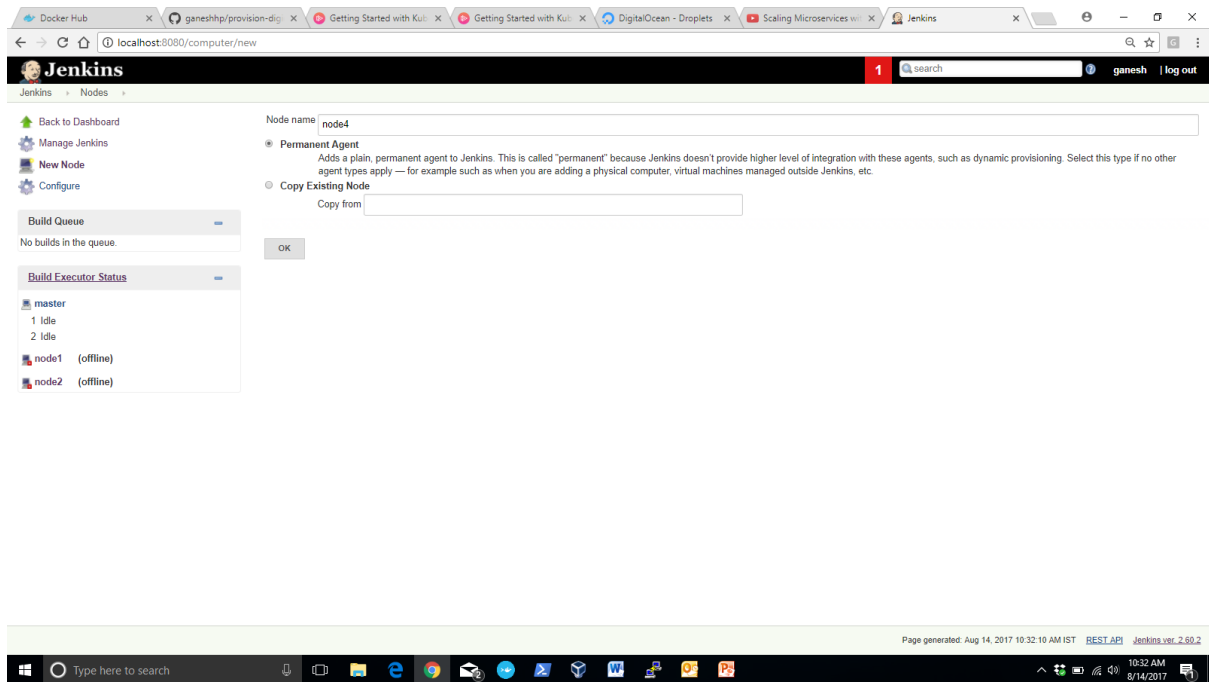 Docker Hub
ganeshhp/provision-dig
Getting Started with Kub
Getting Started with Kub
DigitalOcean - Droplets
Scaling Microservices wi
Jenkins
localhost:8080/computer/new
Jenkins
1
search
ganesh
| log out
Jenkins
Nodes
Back to Dashboard
Manage Jenkins
New Node
Configure
Build Queue
No builds in the queue.
Build Executor Status
master
1 Idle
2 Idle
node1 (offline)
node2 (offline)
Node name
node4
Permanent Agent
Adds a plain, permanent agent to Jenkins. This is called "permanent" because Jenkins doesn't provide higher level of integration with these agents, such as dynamic provisioning. Select this type if no other
agent types apply — for example such as when you are adding a physical computer, virtual machines managed outside Jenkins, etc.
Copy Existing Node
Copy from
OK
Page generated: Aug 14, 2017 10:32:10 AM IST REST API Jenkins ver. 2.60.2
Type here to search
10:32 AM
8/14/2017